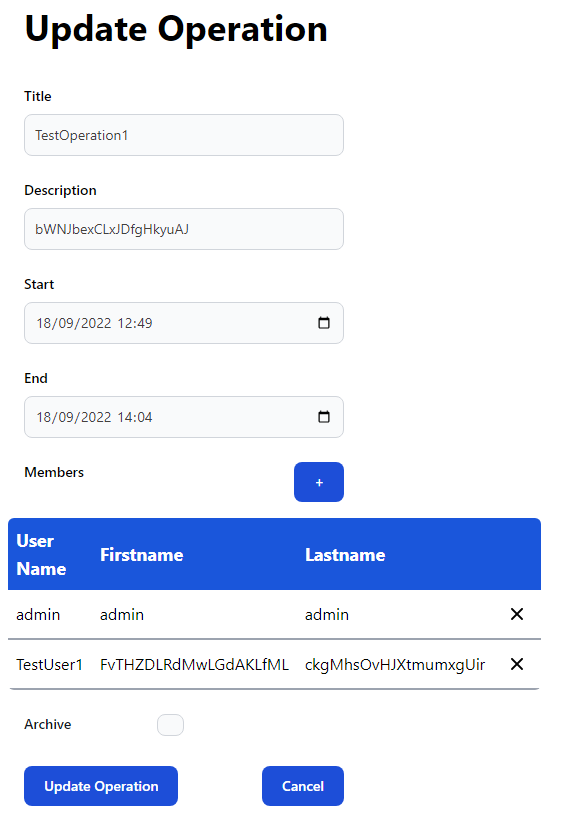 Update Operation
Title
TestOperation1
Description
bWNJbexCLxJDfgHkyuAJ
Start
18/09/2022 12:49
End
18/09/2022 14:04
Members +
User Name Firstname Lastname
admin admin admin
TestUser1 FvTHZDLRdMwLGdAKLfML ckgMhsOvHJXtmumxgUir
Archive
Update Operation Cancel